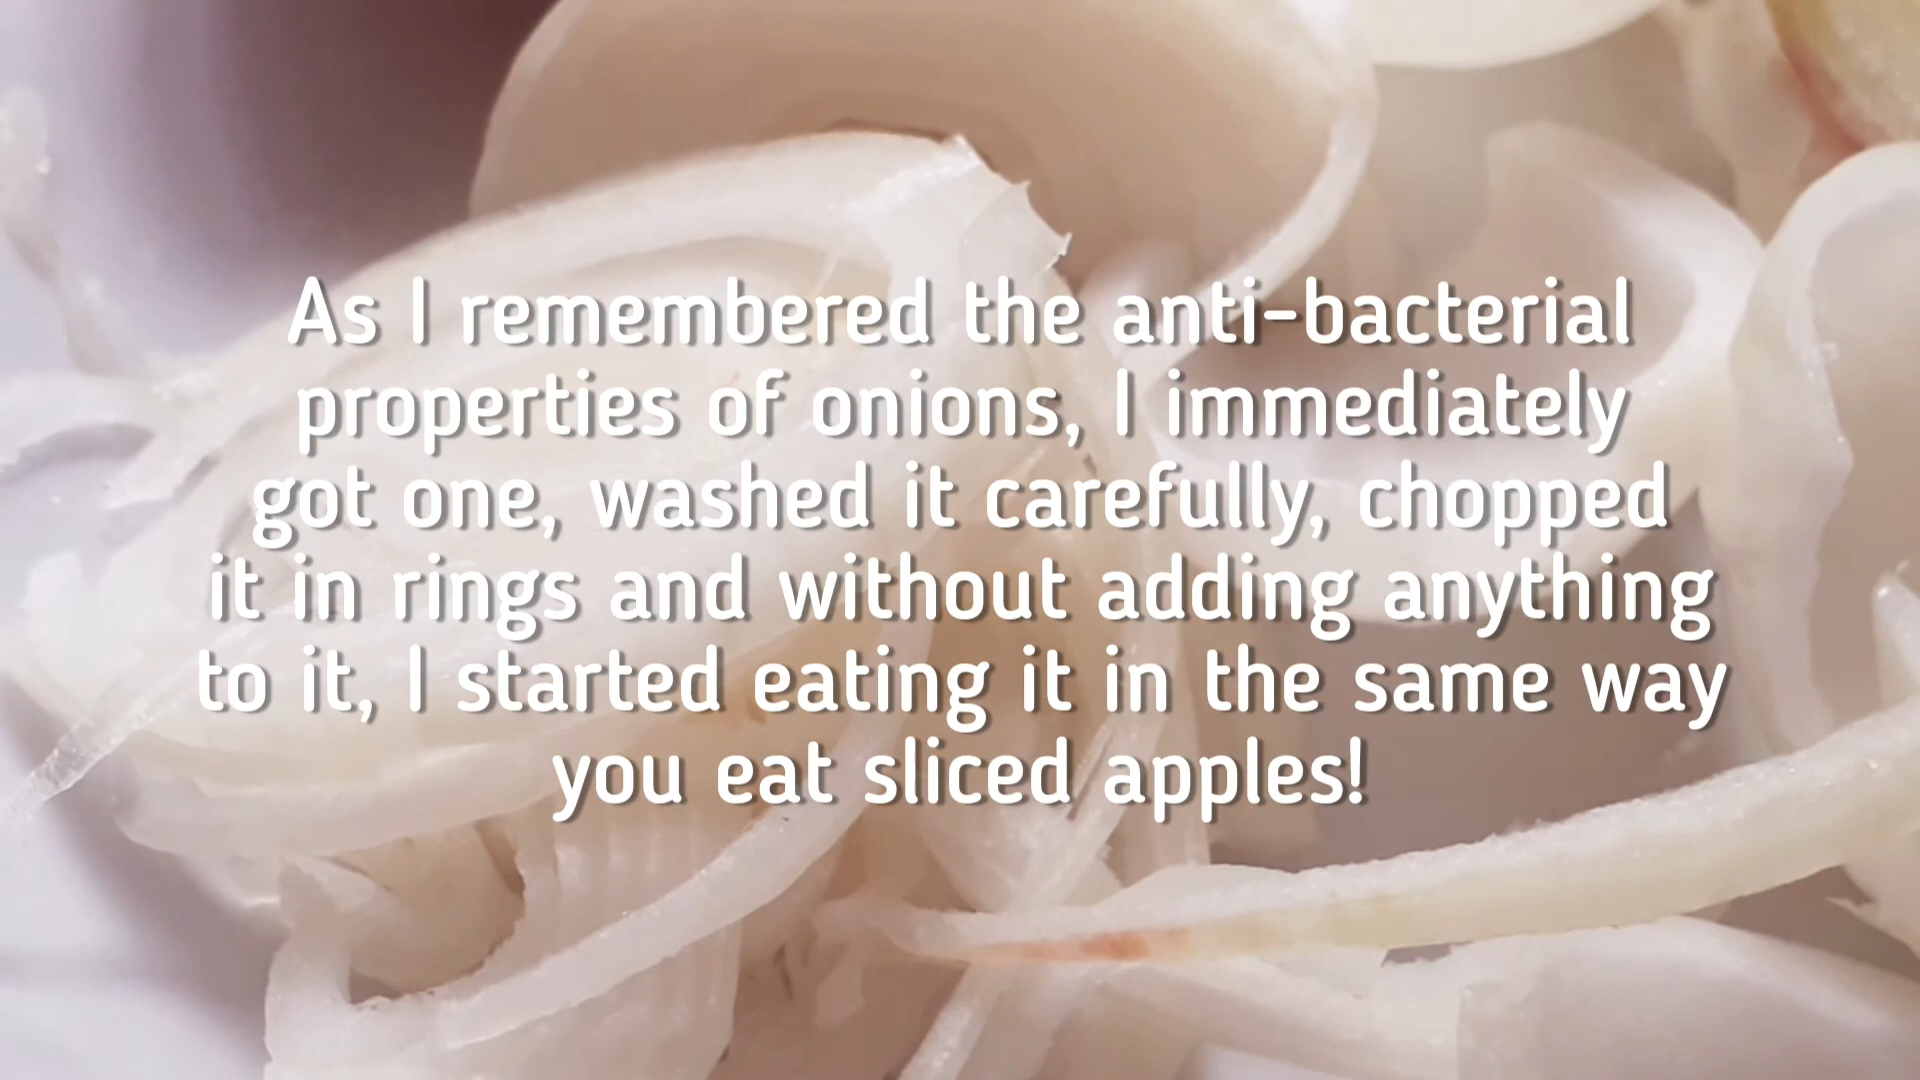 As I remembered the anti-bacterial
properties of onions, I immediately
got one, washed it carefully, chopped
it in rings and without adding anything
to it, I started eating it in the same way
you eat sliced apples!